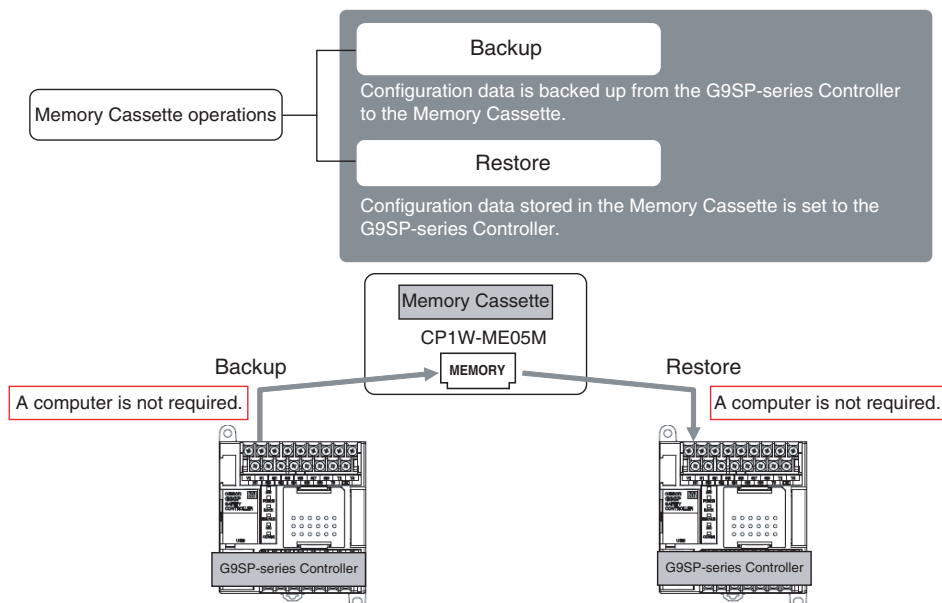 Backup
Memory Cassette operations
Configuration data is backed up from the G9SP-series Controller
to the Memory Cassette.
Restore
Configuration data stored in the Memory Cassette is set to the
G9SP-series Controller.
Memory Cassette
CP1W-ME05M
MEMORY
Backup
Restore
A computer is not required.
A computer is not required.
G9SP-series Controller
G9SP-series Controller